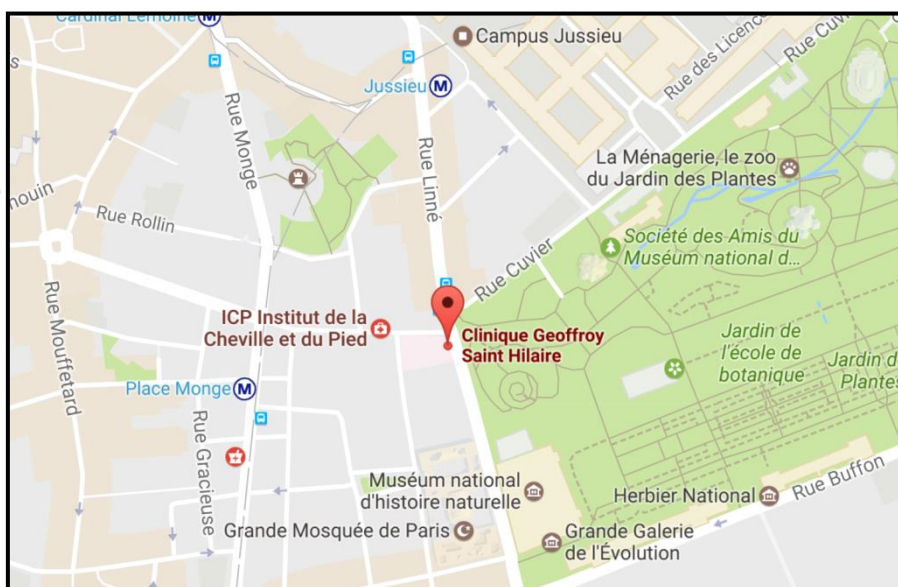 Cardinal Lemoine
M
Campus Jussieu
Rue des Licenc
Rue Cuvi
Jussieu M
Rue Monge
Rue Linné
La Ménagerie, le zoo
du Jardin des Plantes
nouin
Rue Rollin
Société des Amis du
Muséum national d...
Rue Cuvier
ICP Institut de la
Cheville et du Pied
Clinique Geoffroy
Saint Hilaire
Rue Mouffetard
Jardin de
l'école de
botanique
Jardin d
Plantes
Place Monge M
Rue Gracieuse
Muséum national
d'histoire naturelle
Herbier National
Rue Buffon
Grande Mosquée de Paris
Grande Galerie
de l'Évolution